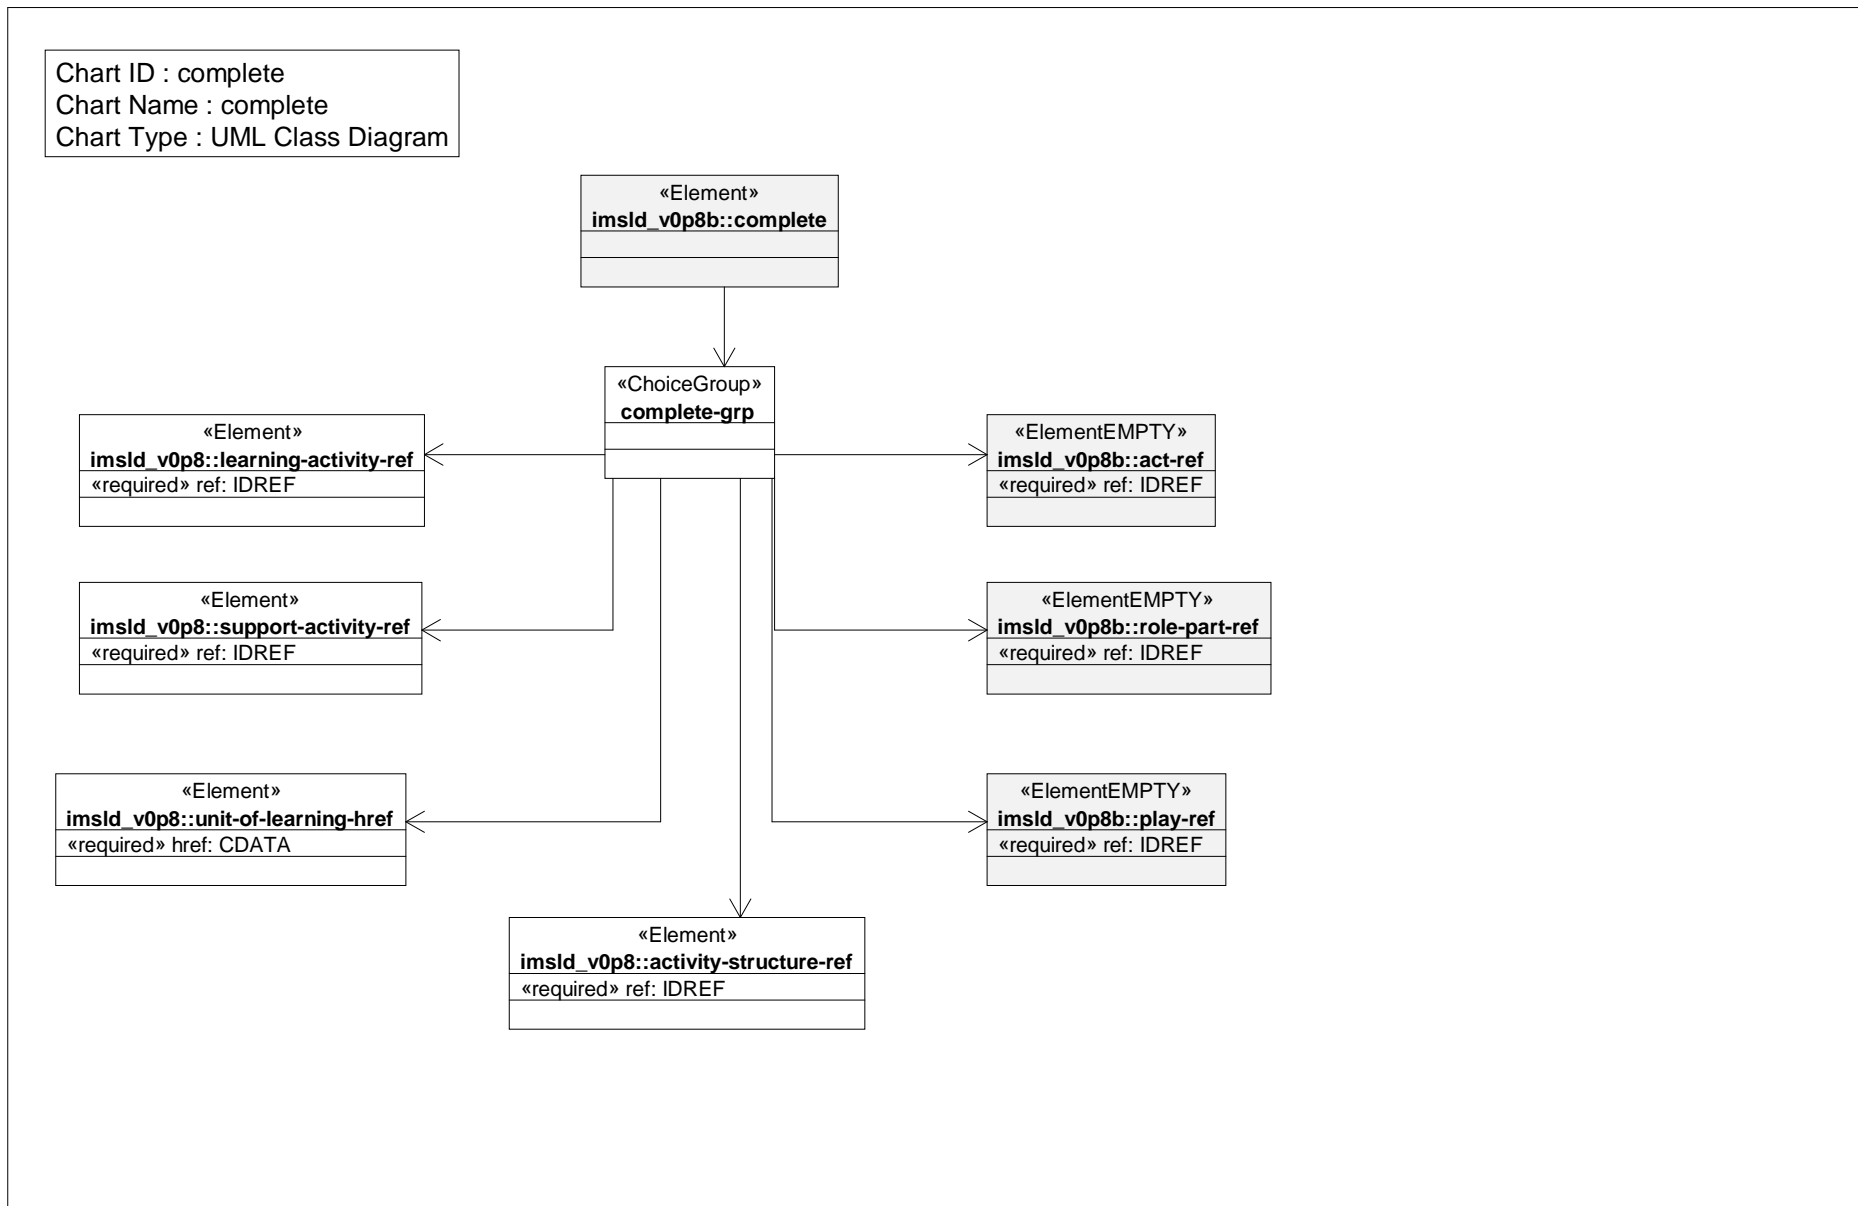 Chart ID : complete
Chart Name : complete
Chart Type : UML Class Diagram
«Element»
imsld_v0p8b::complete
«ChoiceGroup»
complete-grp
«Element»
imsld_v0p8::learning-activity-ref
«required» ref: IDREF
«ElementEMPTY»
imsld_v0p8b::act-ref
«required» ref: IDREF
«Element»
imsld_v0p8::support-activity-ref
«required» ref: IDREF
«ElementEMPTY»
imsld_v0p8b::role-part-ref
«required» ref: IDREF
«Element»
imsld_v0p8::unit-of-learning-href
«required» href: CDATA
«ElementEMPTY»
imsld_v0p8b::play-ref
«required» ref: IDREF
«Element»
imsld_v0p8::activity-structure-ref
«required» ref: IDREF